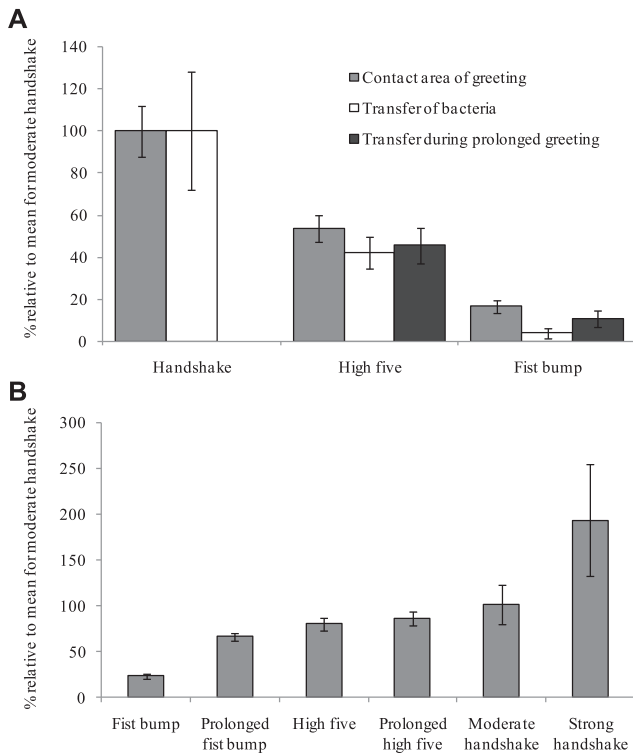 A
% relative to mean for moderate handshake
140
120
100
80
60
40
20
0
Contact area of greeting
Transfer of bacteria
Transfer during prolonged greeting
Handshake
High five
Fist bump
B
% relative to mean for moderate handshake
300
250
200
150
100
50
0
Fist bump
Prolonged
fist bump
High five
Prolonged
high five
Moderate
handshake
Strong
handshake